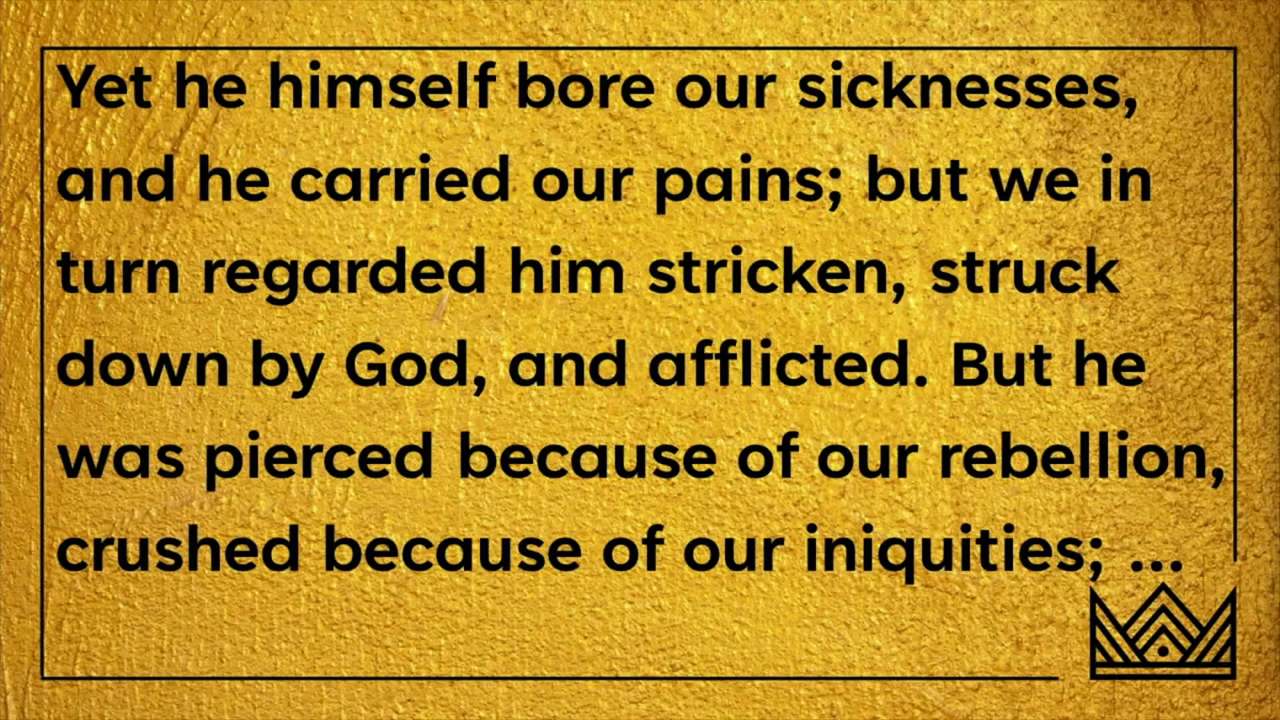 Yet he himself bore our sicknesses,
and he carried our pains; but we in
turn regarded him stricken, struck
down by God, and afflicted. But he
was pierced because of our rebellion,
crushed because of our iniquities; ...